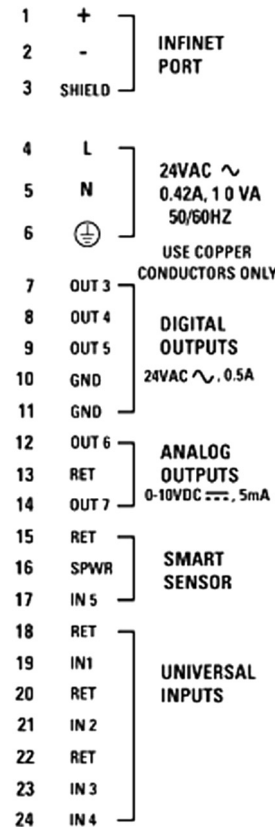 1 +
2 -
3 SHIELD
INFINET
PORT
4 L
5 N
6
24VAC ∿
0.42A, 1 0 VA
50/60HZ
USE COPPER
CONDUCTORS ONLY
7 OUT 3
8 OUT 4
9 OUT 5
10 GND
11 GND
DIGITAL
OUTPUTS
24VAC ∿, 0.5A
12 OUT 6
13 RET
14 OUT 7
ANALOG
OUTPUTS
0-10VDC ⎓, 5mA
15 RET
16 SPWR
17 IN 5
SMART
SENSOR
18 RET
19 IN1
20 RET
21 IN 2
22 RET
23 IN 3
24 IN 4
UNIVERSAL
INPUTS